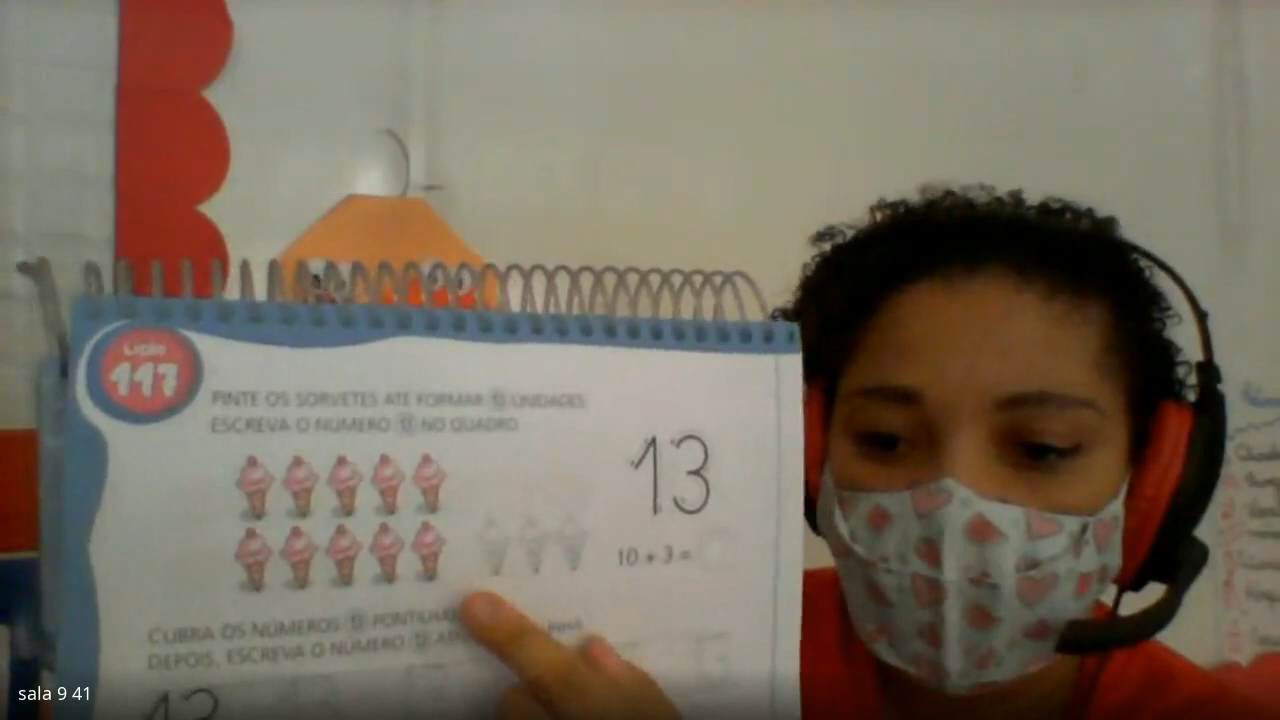 LIÇÃO
117
PINTE OS SORVETES ATÉ FORMAR 13 UNIDADES.
ESCREVA O NÚMERO 13 NO QUADRO.
13
10 + 3 =
CUBRA OS NÚMEROS 13
DEPOIS, ESCREVA O NÚMERO 13
13
sala 9 41